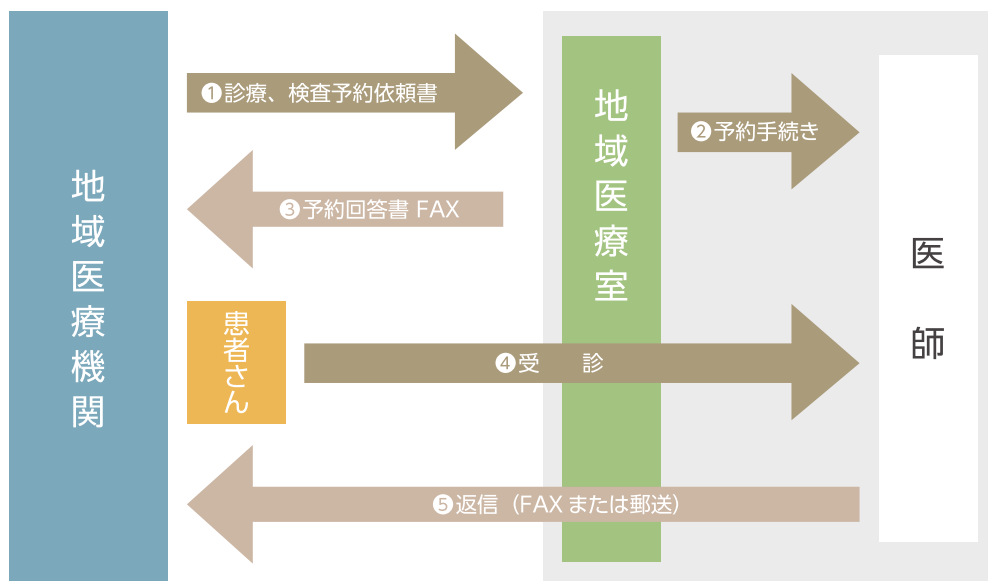 地域医療機関
❶診療、検査予約依頼書
地域医療室
❷予約手続き
医師
❸予約回答書 FAX
患者さん
❹受　診
❺返信（FAX または郵送）